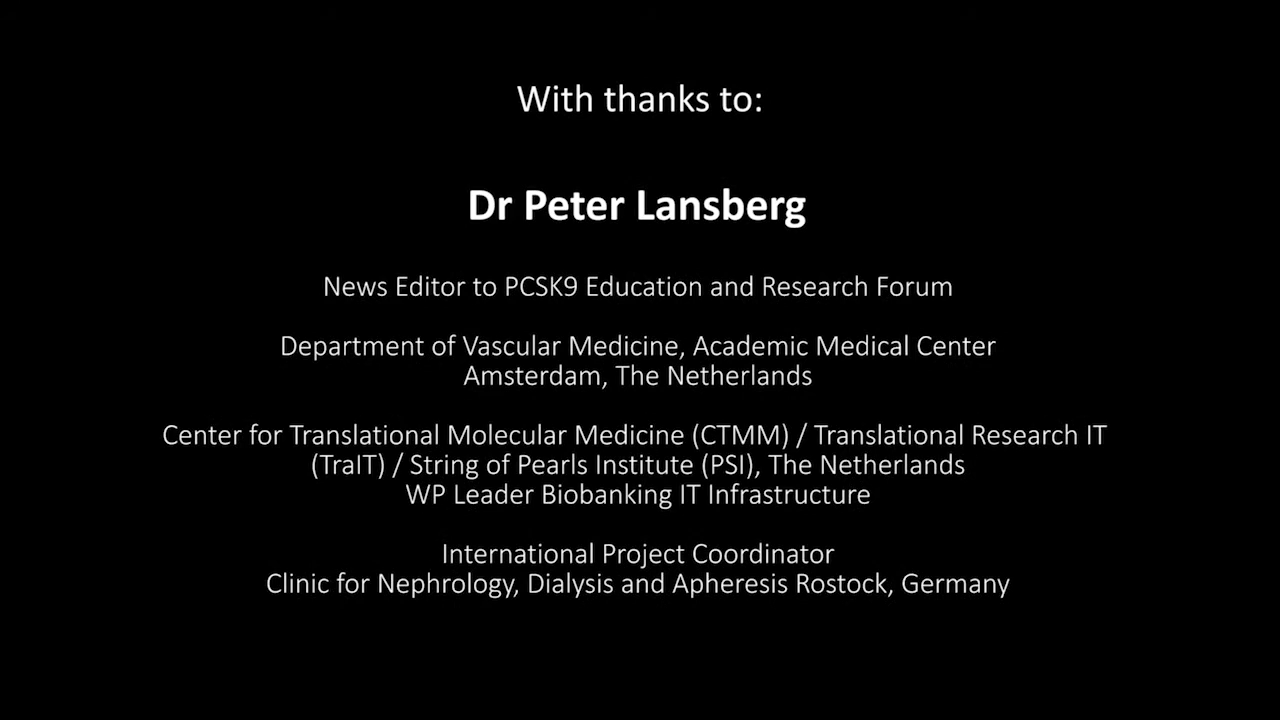 With thanks to:
Dr Peter Lansberg
News Editor to PCSK9 Education and Research Forum
Department of Vascular Medicine, Academic Medical Center
Amsterdam, The Netherlands
Center for Translational Molecular Medicine (CTMM) / Translational Research IT
(TraIT) / String of Pearls Institute (PSI), The Netherlands
WP Leader Biobanking IT Infrastructure
International Project Coordinator
Clinic for Nephrology, Dialysis and Apheresis Rostock, Germany